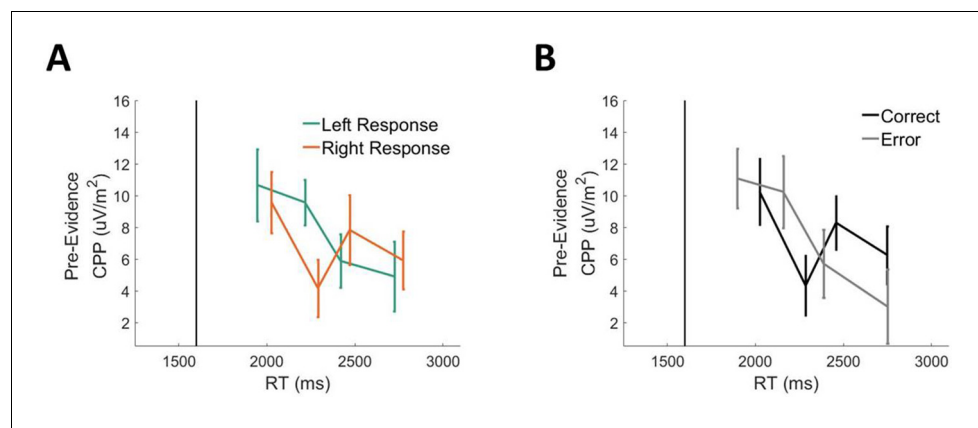 A
Pre-Evidence
CPP (uV/m²)
16
14
12
10
8
6
4
2
Left Response
Right Response
1500 2000 2500 3000
RT (ms)
B
Pre-Evidence
CPP (uV/m²)
16
14
12
10
8
6
4
2
Correct
Error
1500 2000 2500 3000
RT (ms)